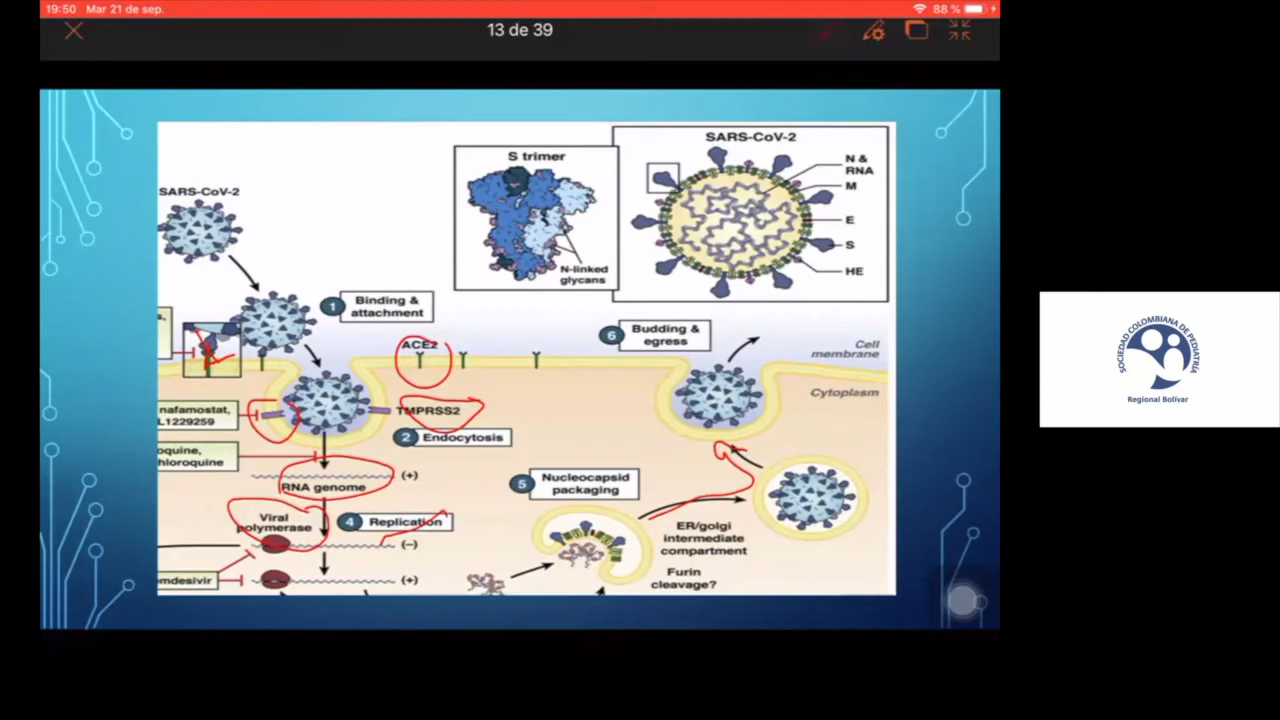 19:50 Mar 21 de sep.
88 %
13 de 39
SARS-CoV-2
S trimer
N-linked
glycans
SARS-CoV-2
N &
RNA
M
E
S
HE
1 Binding &
attachment
ACE2
6 Budding &
egress
Cell
membrane
Cytoplasm
nafamostat,
L1229259
TMPRSS2
2 Endocytosis
oquine,
hloroquine
RNA genome
(+)
5 Nucleocapsid
packaging
Viral
polymerase
4 Replication
(−)
ER/golgi
intermediate
compartment
Furin
cleavage?
mdesivir
(+)
SOCIEDAD COLOMBIANA DE PEDIATRÍA
Regional Bolívar